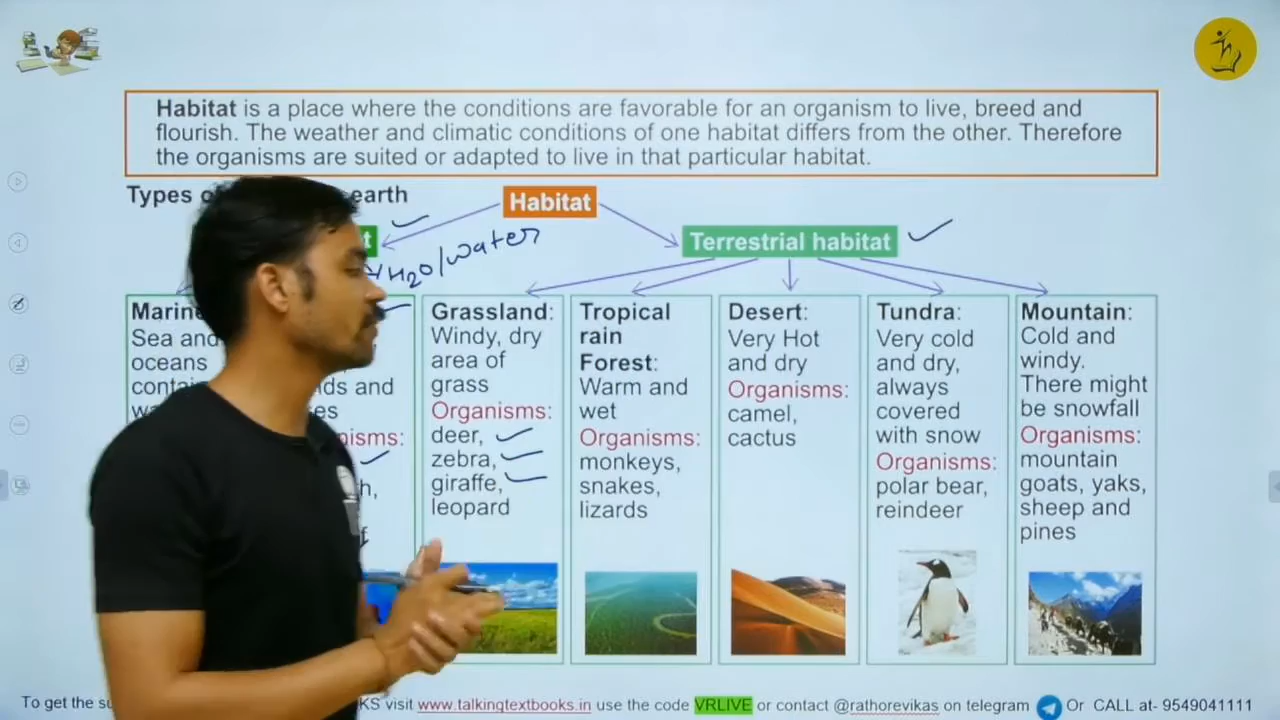 Habitat is a place where the conditions are favorable for an organism to live, breed and
flourish. The weather and climatic conditions of one habitat differs from the other. Therefore
the organisms are suited or adapted to live in that particular habitat.
Types earth
Habitat
Terrestrial habitat
H2O/water
Sea and
oceans
Grassland:
Windy, dry
area of
grass
Organisms:
deer,
zebra,
giraffe,
leopard
Tropical
rain
Forest:
Warm and
wet
Organisms:
monkeys,
snakes,
lizards
Desert:
Very Hot
and dry
Organisms:
camel,
cactus
Tundra:
Very cold
and dry,
always
covered
with snow
Organisms:
polar bear,
reindeer
Mountain:
Cold and
windy.
There might
be snowfall
Organisms:
mountain
goats, yaks,
sheep and
pines
To get the visit www.talkingtextbooks.in use the code VRLIVE or contact @rathorevikas on telegram Or CALL at- 9549041111